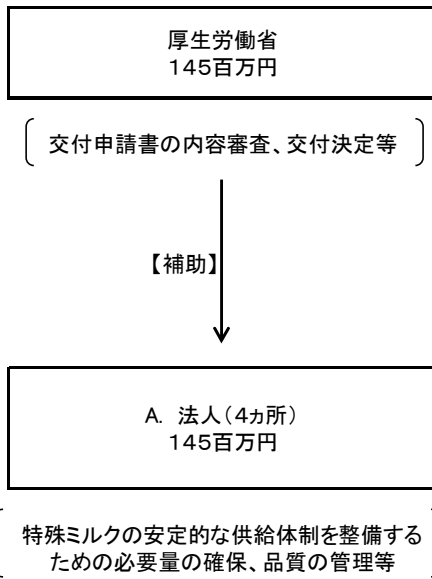 厚生労働省
145百万円
交付申請書の内容審査、交付決定等
【補助】
A. 法人（4ヵ所）
145百万円
特殊ミルクの安定的な供給体制を整備する
ための必要量の確保、品質の管理等